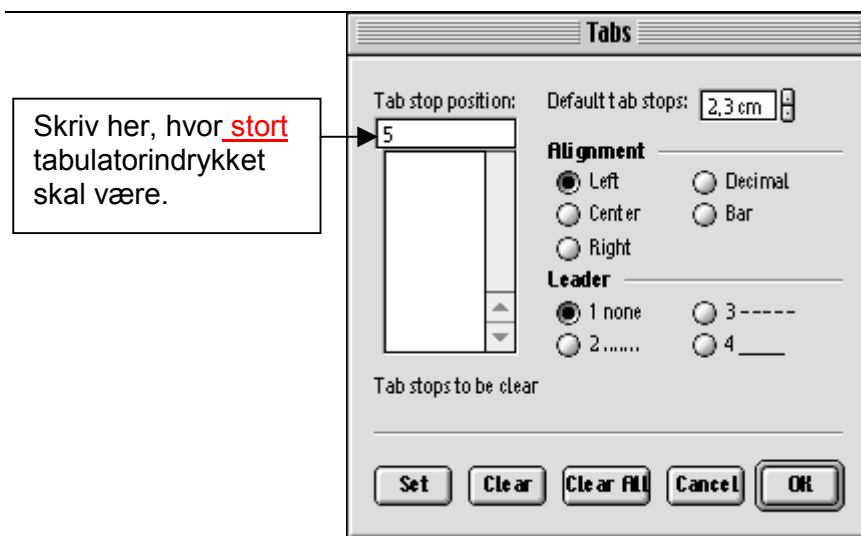 Tabs
Skriv her, hvor stort
tabulatorindrykket
skal være.
Tab stop position:
5
Default tab stops: 2,3 cm
Alignment
Left
Decimal
Center
Bar
Right
Leader
1 none
3 -----
2 .......
4 ____
Tab stops to be clear
Set
Clear
Clear All
Cancel
OK